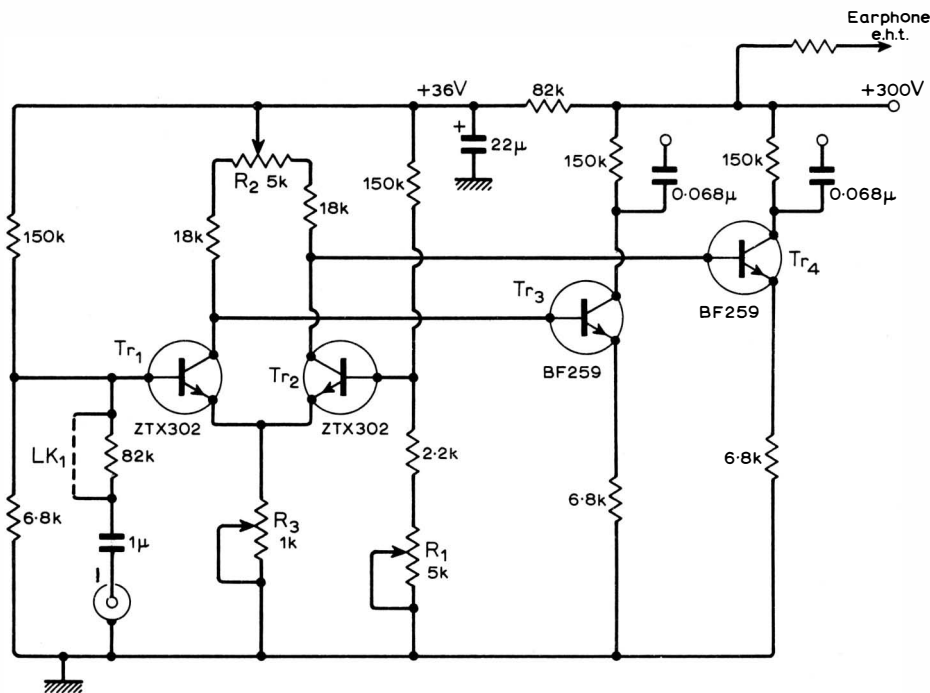 Earphone
e.h.t.
+36V
82k
+300V
+
22μ
R2 5k
150k
150k
150k
0·068μ
0·068μ
18k
150k
18k
Tr4
Tr3
BF259
Tr1
Tr2
BF259
ZTX302
ZTX302
LK1
82k
2·2k
6·8k
6·8k
6·8k
R3
1k
1μ
R1
5k
I